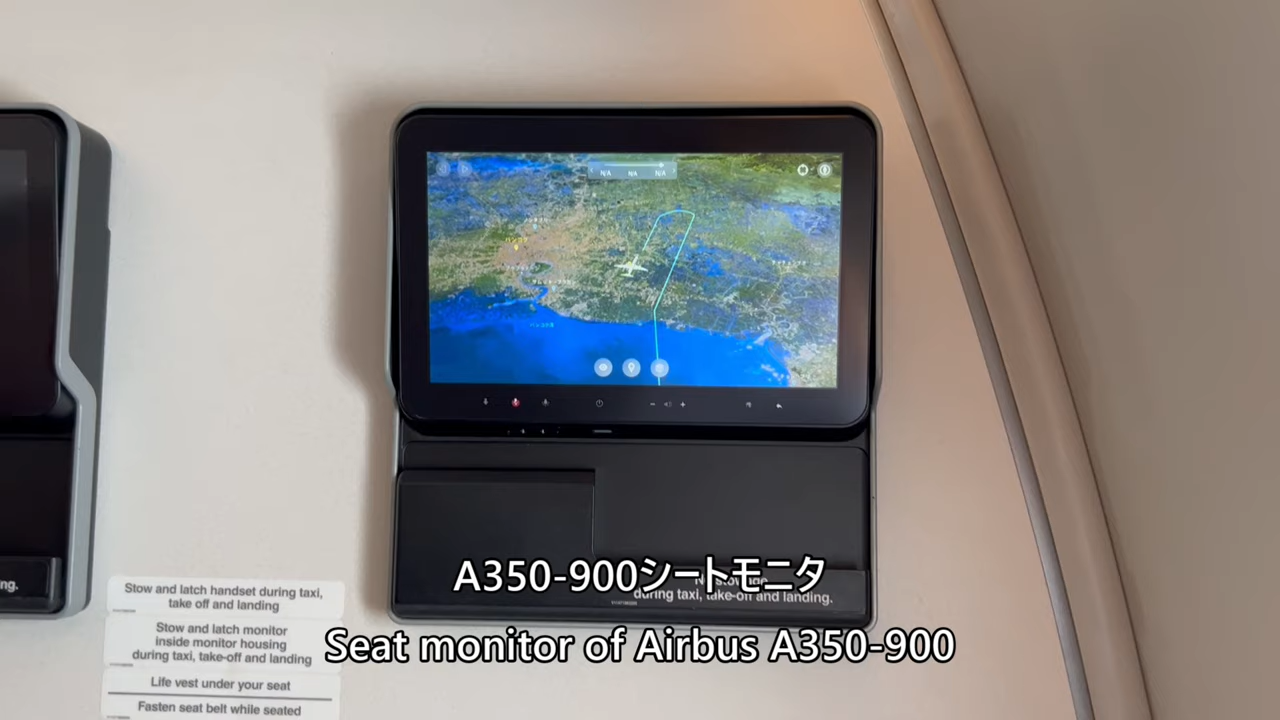 N/A N/A N/A
ng.
Stow and latch handset during taxi,
take off and landing
Stow and latch monitor
inside monitor housing
during taxi, take-off and landing
Life vest under your seat
Fasten seat belt while seated
during taxi, take-off and landing.
A350-900シートモニタ
Seat monitor of Airbus A350-900